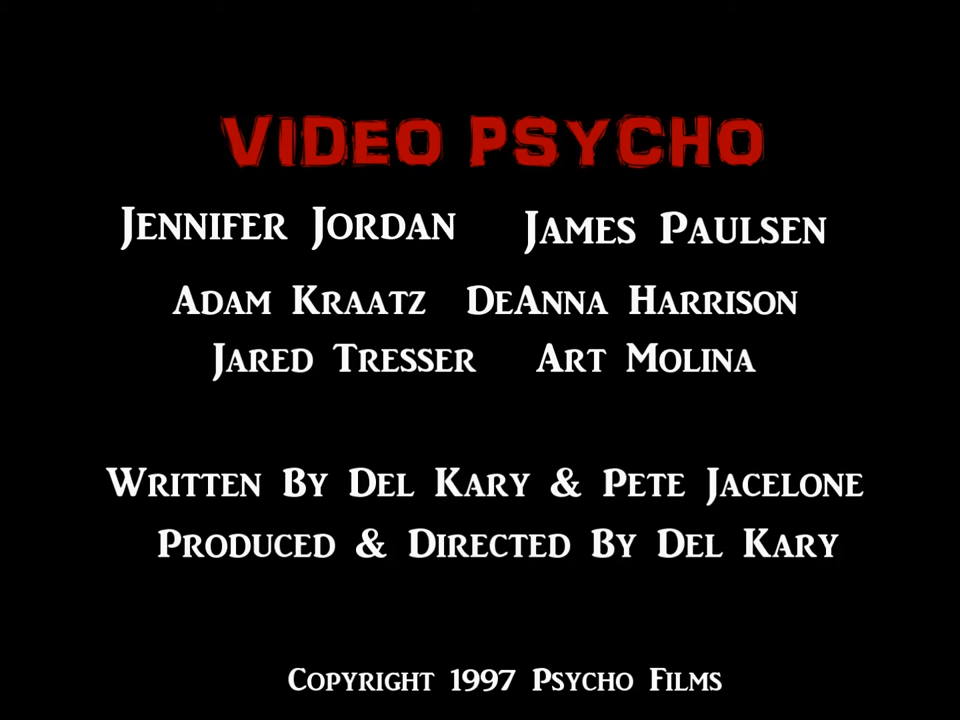 VIDEO PSYCHO
JENNIFER JORDAN JAMES PAULSEN
ADAM KRAATZ DEANNA HARRISON
JARED TRESSER ART MOLINA
WRITTEN BY DEL KARY & PETE JACELONE
PRODUCED & DIRECTED BY DEL KARY
COPYRIGHT 1997 PSYCHO FILMS